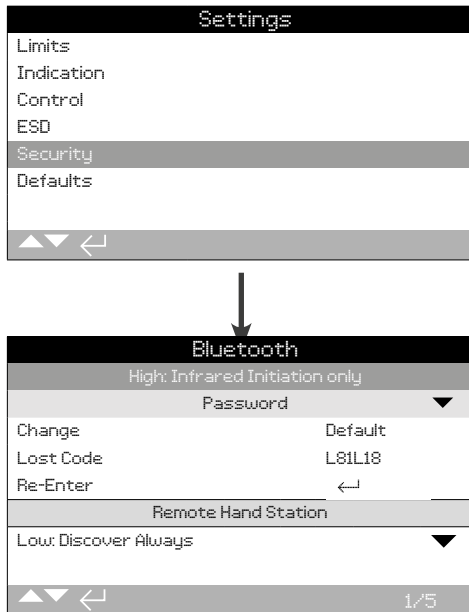 Settings
Limits
Indication
Control
ESD
Security
Defaults
Bluetooth
High: Infrared Initiation only
Password
Change Default
Lost Code L81L18
Re-Enter
Remote Hand Station
Low: Discover Always
1/5